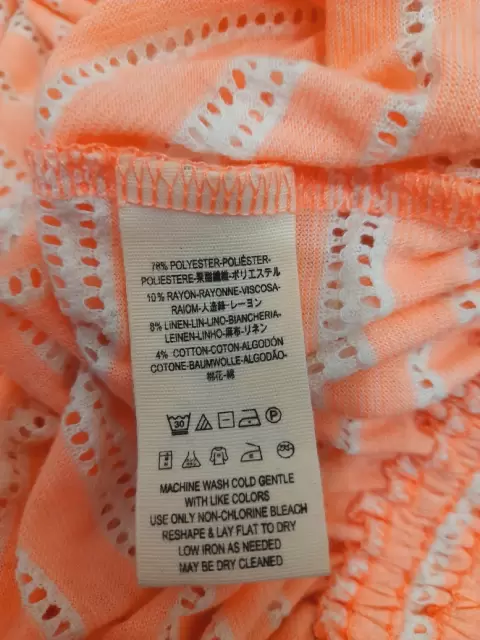 78% POLYESTER-POLIÉSTER-
POLIESTERE-聚酯纖維-ポリエステル
10% RAYON-RAYONNE-VISCOSA-
RAIOM-人造絲-レーヨン
8% LINEN-LIN-LINO-BIANCHERIA-
LEINEN-LINHO-麻布-リネン
4% COTTON-COTON-ALGODÓN
COTONE-BAUMWOLLE-ALGODÃO-
棉花-綿
30
P
MACHINE WASH COLD GENTLE
WITH LIKE COLORS
USE ONLY NON-CHLORINE BLEACH
RESHAPE & LAY FLAT TO DRY
LOW IRON AS NEEDED
MAY BE DRY CLEANED